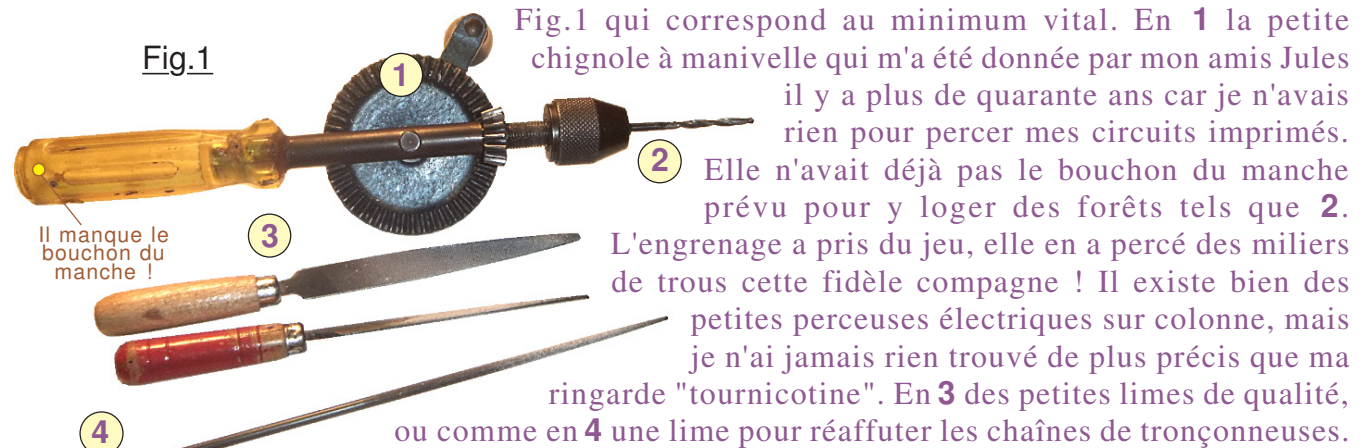 Fig.1
Fig.1 qui correspond au minimum vital. En 1 la petite
chignole à manivelle qui m'a été donnée par mon amis Jules
il y a plus de quarante ans car je n'avais
rien pour percer mes circuits imprimés.
Elle n'avait déjà pas le bouchon du manche
prévu pour y loger des forêts tels que 2.
L'engrenage a pris du jeu, elle en a percé des miliers
de trous cette fidèle compagne ! Il existe bien des
petites perceuses électriques sur colonne, mais
je n'ai jamais rien trouvé de plus précis que ma
ringarde "tournicotine". En 3 des petites limes de qualité,
ou comme en 4 une lime pour réaffuter les chaînes de tronçonneuses.
1
2
Il manque le
bouchon du
manche !
3
4